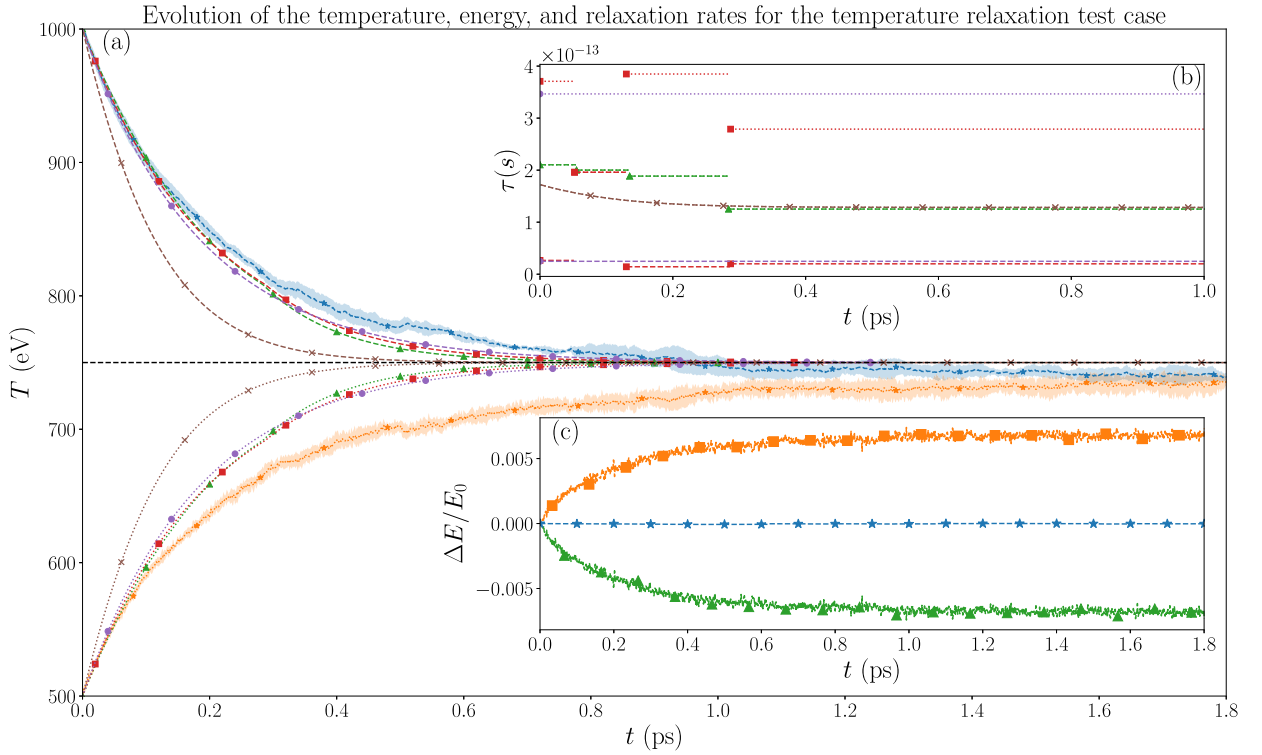 Evolution of the temperature, energy, and relaxation rates for the temperature relaxation test case
(a)
1000
900
800
700
600
500
T (eV)
0.0 0.2 0.4 0.6 0.8 1.0 1.2 1.4 1.6 1.8
t (ps)
×10⁻¹³
(b)
4
3
2
1
0
τ(s)
0.0 0.2 0.4 0.6 0.8 1.0
t (ps)
(c)
0.005
0.000
−0.005
ΔE/E₀
0.0 0.2 0.4 0.6 0.8 1.0 1.2 1.4 1.6 1.8
t (ps)